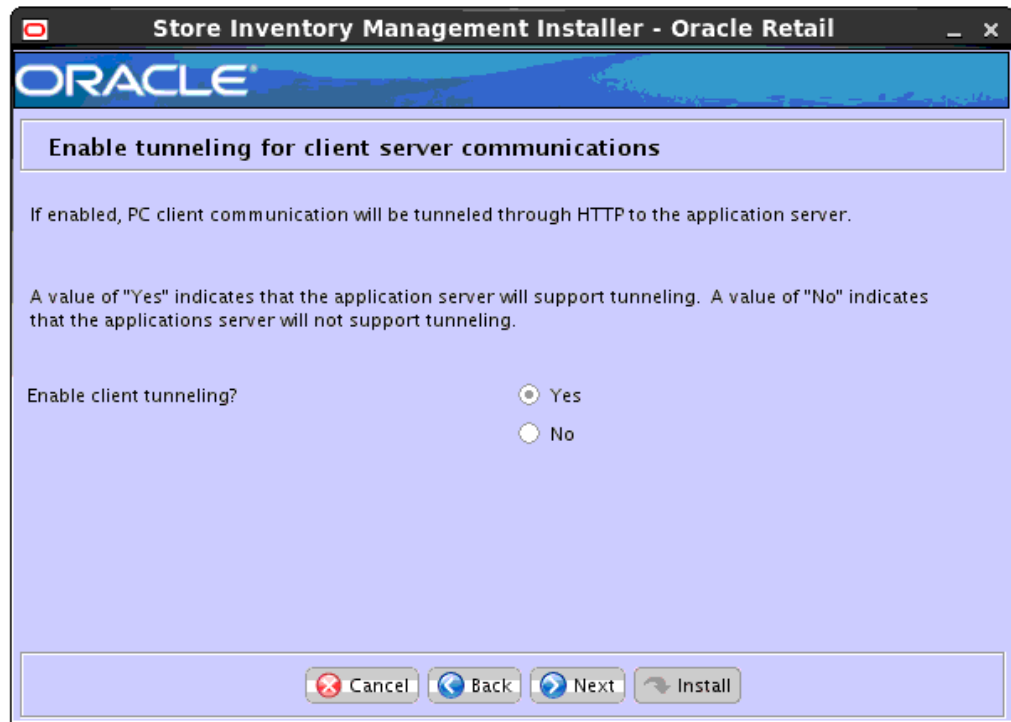 Store Inventory Management Installer - Oracle Retail
ORACLE
Enable tunneling for client server communications
If enabled, PC client communication will be tunneled through HTTP to the application server.
A value of "Yes" indicates that the application server will support tunneling. A value of "No" indicates
that the applications server will not support tunneling.
Enable client tunneling?
Yes
No
Cancel Back Next Install